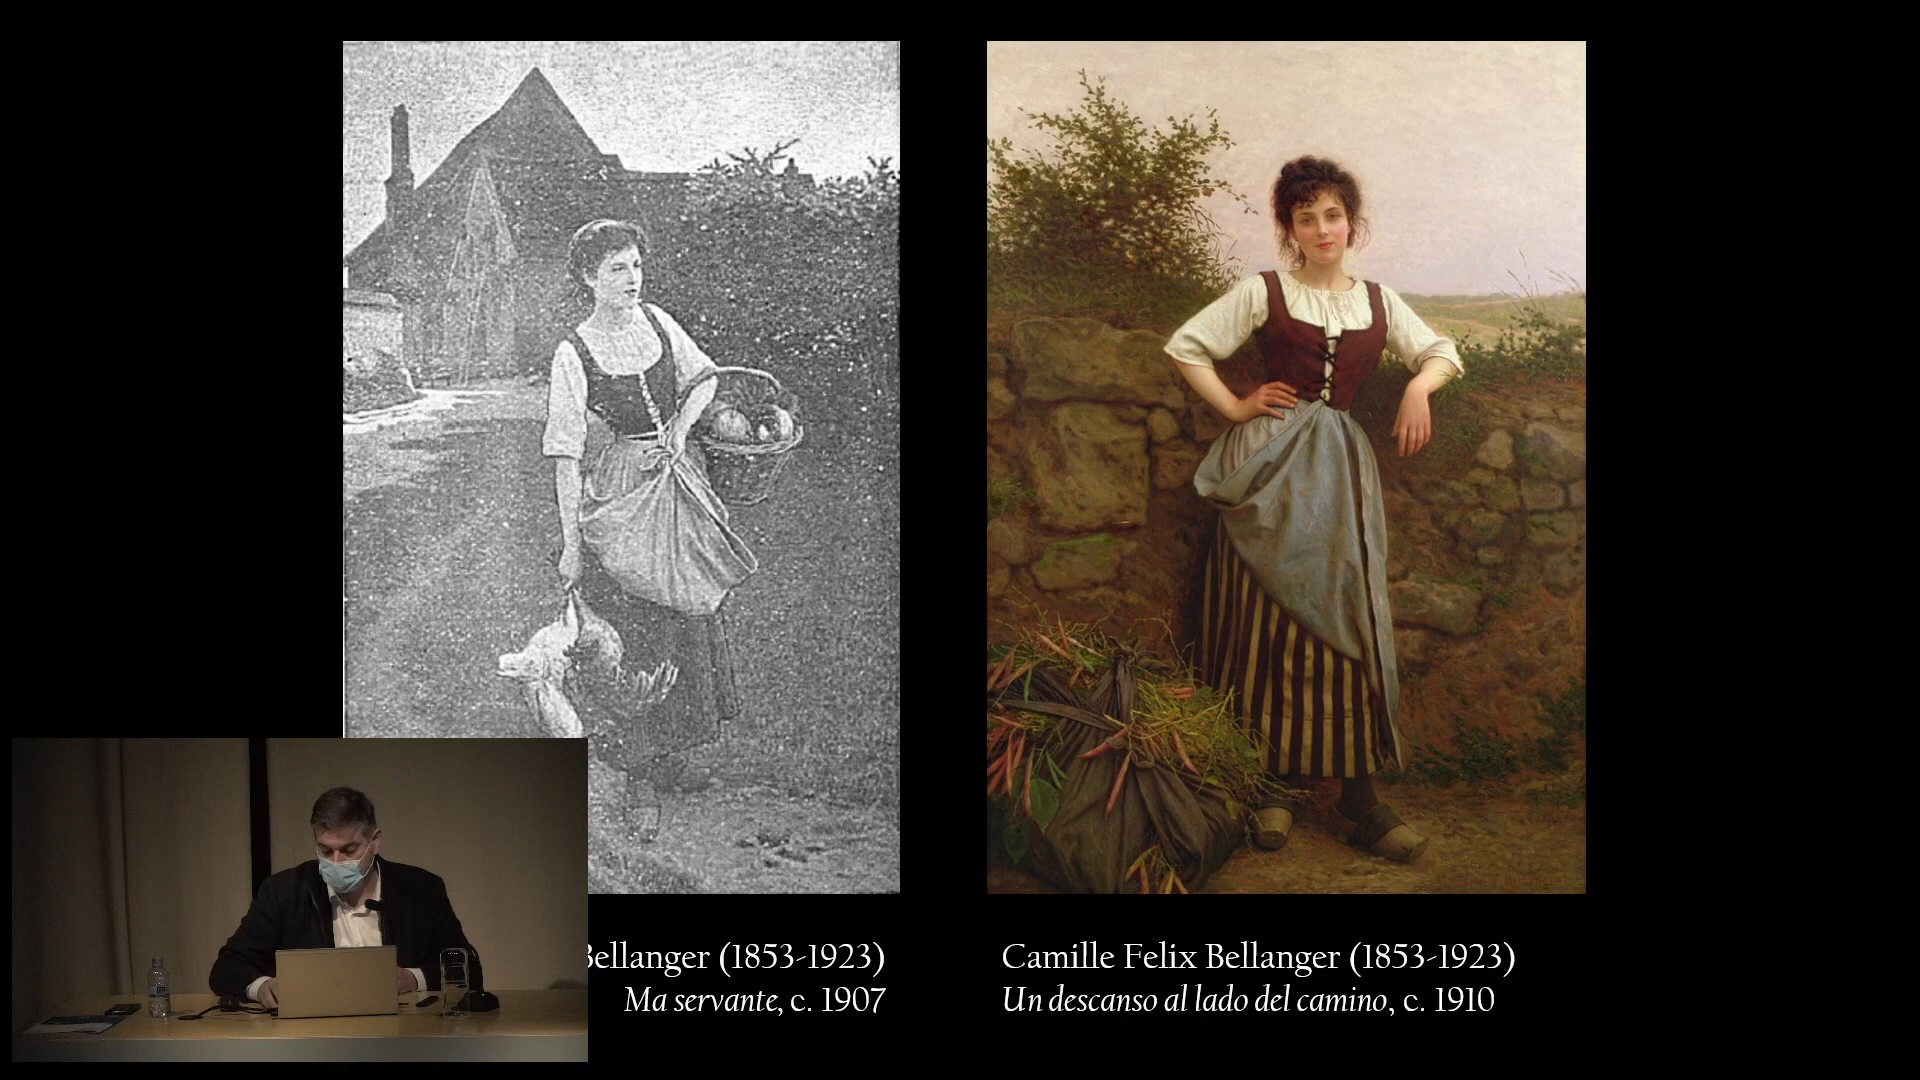 Bellanger (1853-1923)
Ma servante, c. 1907
Camille Felix Bellanger (1853-1923)
Un descanso al lado del camino, c. 1910